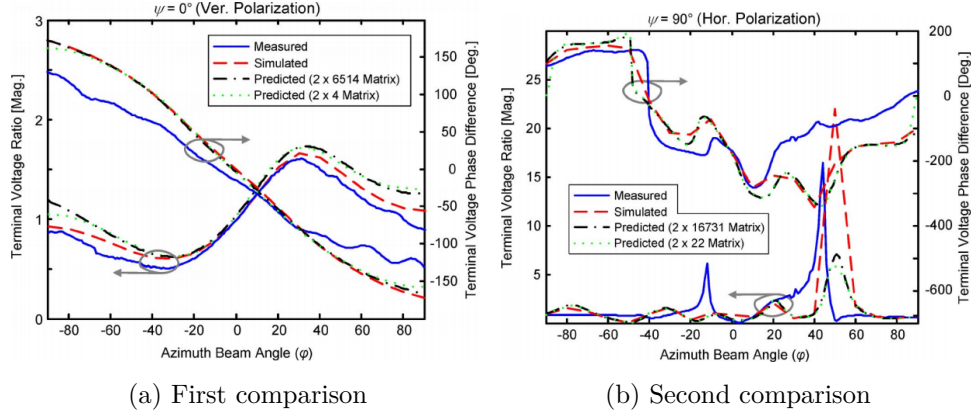 ψ = 0° (Ver. Polarization)
3
2
1
0
Terminal Voltage Ratio [Mag.]
150
100
50
0
-50
-100
-150
Terminal Voltage Phase Difference [Deg.]
Measured
Simulated
Predicted (2 x 6514 Matrix)
Predicted (2 x 4 Matrix)
-80 -60 -40 -20 0 20 40 60 80
Azimuth Beam Angle (φ)
(a) First comparison
ψ = 90° (Hor. Polarization)
25
20
15
10
5
Terminal Voltage Ratio [Mag.]
200
0
-200
-400
-600
Terminal Voltage Phase Difference [Deg.]
Measured
Simulated
Predicted (2 x 16731 Matrix)
Predicted (2 x 22 Matrix)
-80 -60 -40 -20 0 20 40 60 80
Azimuth Beam Angle (φ)
(b) Second comparison